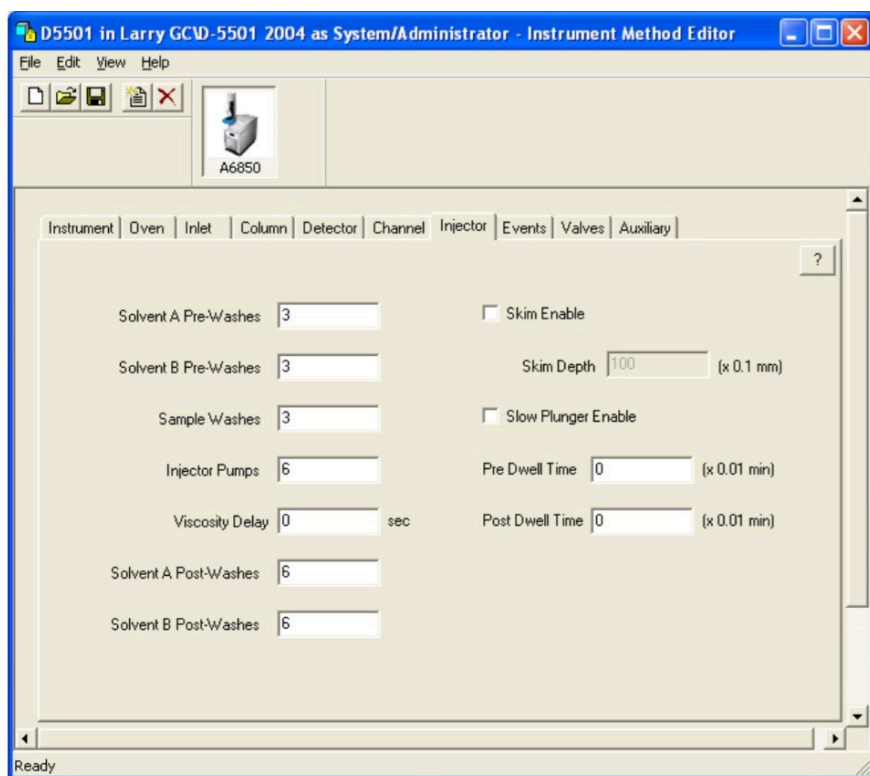 D5501 in Larry GC\D-5501 2004 as System/Administrator - Instrument Method Editor
File Edit View Help
A6850
Instrument Oven Inlet Column Detector Channel Injector Events Valves Auxiliary
?
Solvent A Pre-Washes 3
Skim Enable
Solvent B Pre-Washes 3
Skim Depth 100 (x 0.1 mm)
Sample Washes 3
Slow Plunger Enable
Injector Pumps 6
Pre Dwell Time 0 (x 0.01 min)
Viscosity Delay 0 sec
Post Dwell Time 0 (x 0.01 min)
Solvent A Post-Washes 6
Solvent B Post-Washes 6
Ready